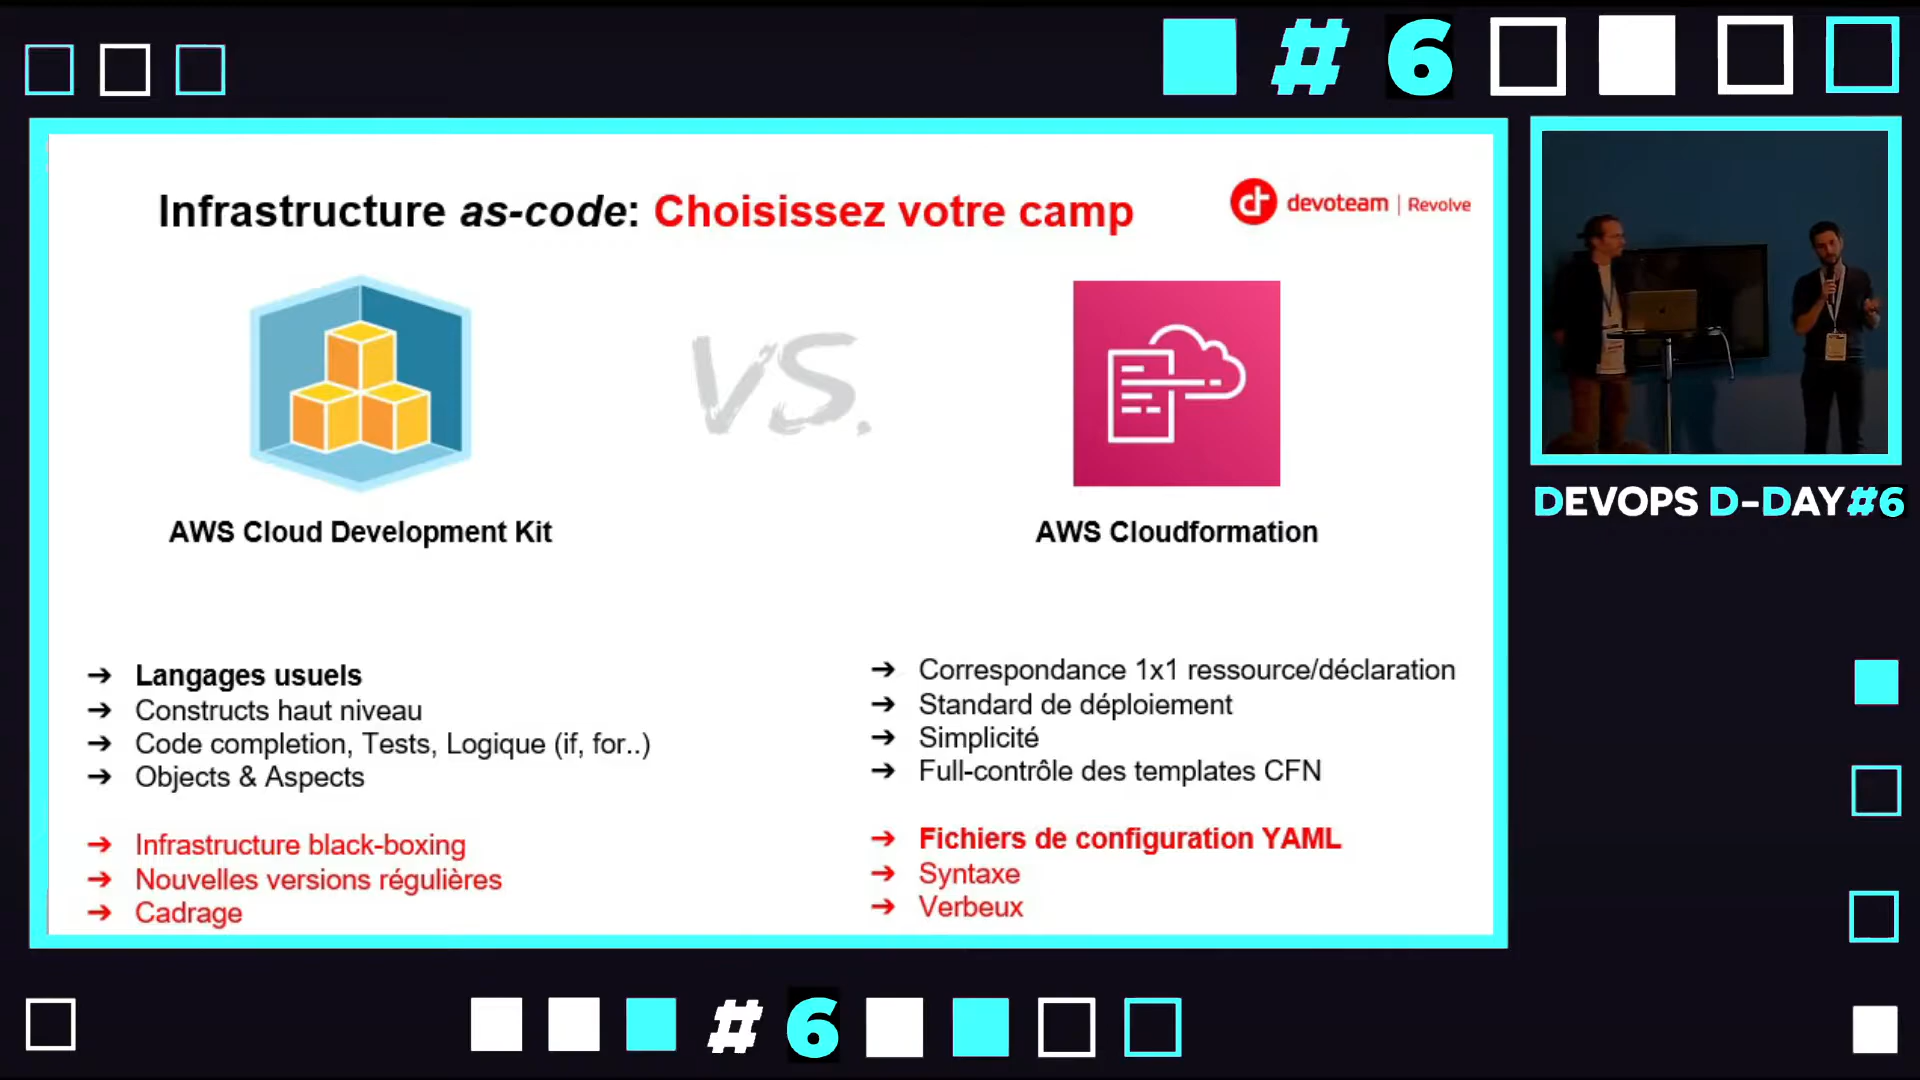 # 6
Infrastructure as-code: Choisissez votre camp
devoteam | Revolve
VS.
AWS Cloud Development Kit
AWS Cloudformation
→ Langages usuels
→ Constructs haut niveau
→ Code completion, Tests, Logique (if, for..)
→ Objects & Aspects
→ Infrastructure black-boxing
→ Nouvelles versions régulières
→ Cadrage
→ Correspondance 1x1 ressource/déclaration
→ Standard de déploiement
→ Simplicité
→ Full-contrôle des templates CFN
→ Fichiers de configuration YAML
→ Syntaxe
→ Verbeux
DEVOPS D-DAY#6
# 6